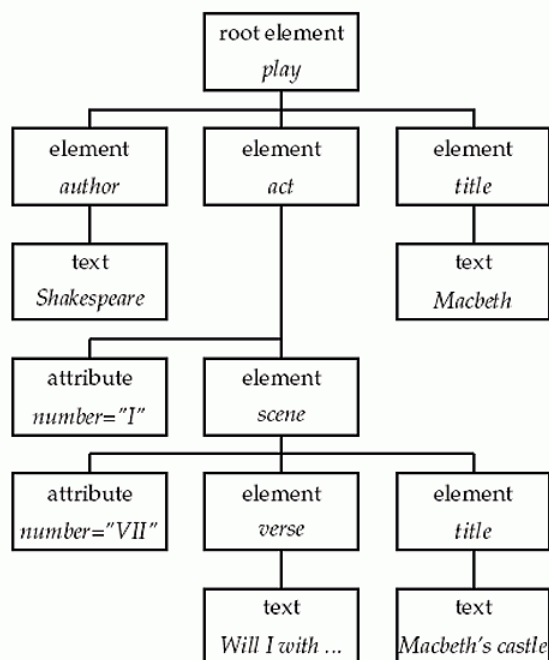 root element
play
element
author
element
act
element
title
text
Shakespeare
text
Macbeth
attribute
number="I"
element
scene
attribute
number="VII"
element
verse
element
title
text
Will I with ...
text
Macbeth's castle